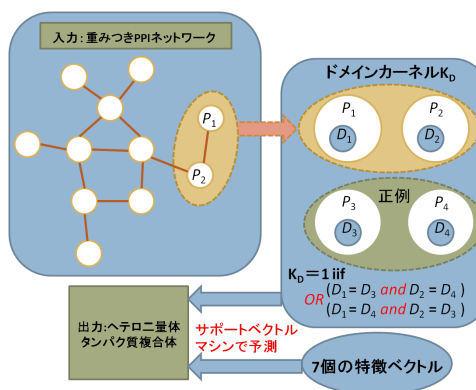 入力：重みつきPPIネットワーク
P1
P2
ドメインカーネルKD
P1 P2
D1 D2
正例
P3 P4
D3 D4
KD＝1 iif
OR (D1 = D3 and D2 = D4 )
(D1 = D4 and D2 = D3 )
出力：ヘテロ二量体
タンパク質複合体
サポートベクトル
マシンで予測
7個の特徴ベクトル